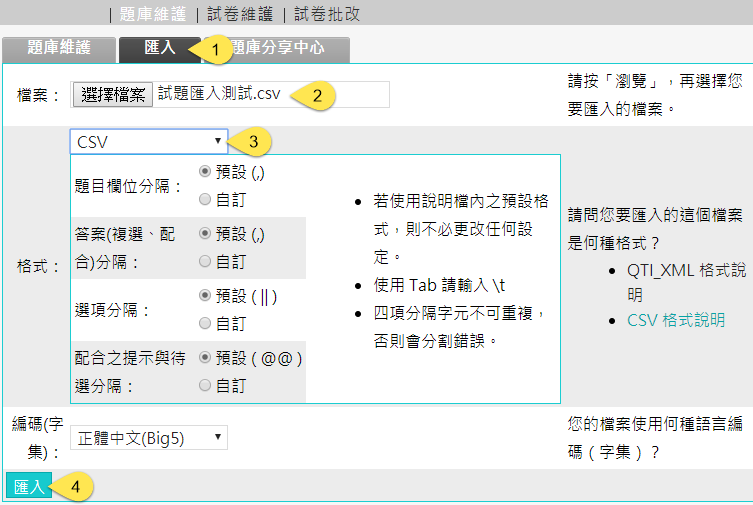 | 題庫維護 | 試卷維護 | 試卷批改
題庫維護 匯入 1 題庫分享中心
檔案： 選擇檔案 試題匯入測試.csv 2
請按「瀏覽」，再選擇您
要匯入的檔案。
格式：
CSV 3
題目欄位分隔：
預設 (,)
自訂
答案(複選、配
合)分隔：
預設 (,)
自訂
選項分隔：
預設 ( || )
自訂
配合之提示與待
選分隔：
預設 ( @@ )
自訂
若使用說明檔內之預設格
式，則不必更改任何設
定。
使用 Tab 請輸入 \t
四項分隔字元不可重複，
否則會分割錯誤。
請問您要匯入的這個檔案
是何種格式？
QTI_XML 格式說
明
CSV 格式說明
編碼(字
集)：
正體中文(Big5)
您的檔案使用何種語言編
碼（字集）？
匯入 4